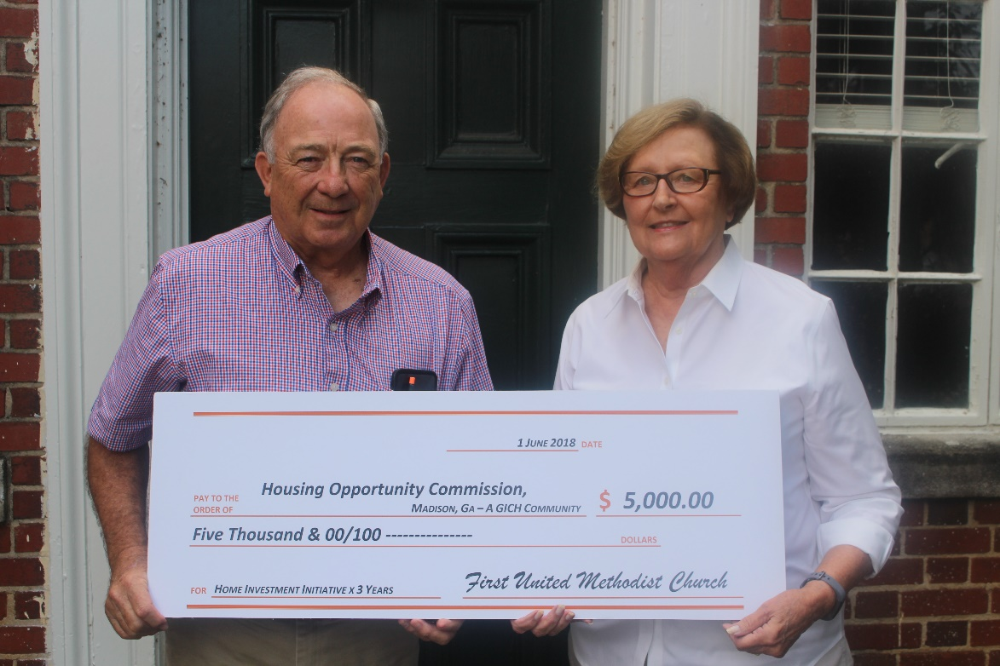 1 JUNE 2018 DATE
Housing Opportunity Commission,
PAY TO THE
ORDER OF
MADISON, GA – A GICH COMMUNITY
$ 5,000.00
Five Thousand & 00/100 ---------------
DOLLARS
FOR HOME INVESTMENT INITIATIVE X 3 YEARS
First United Methodist Church